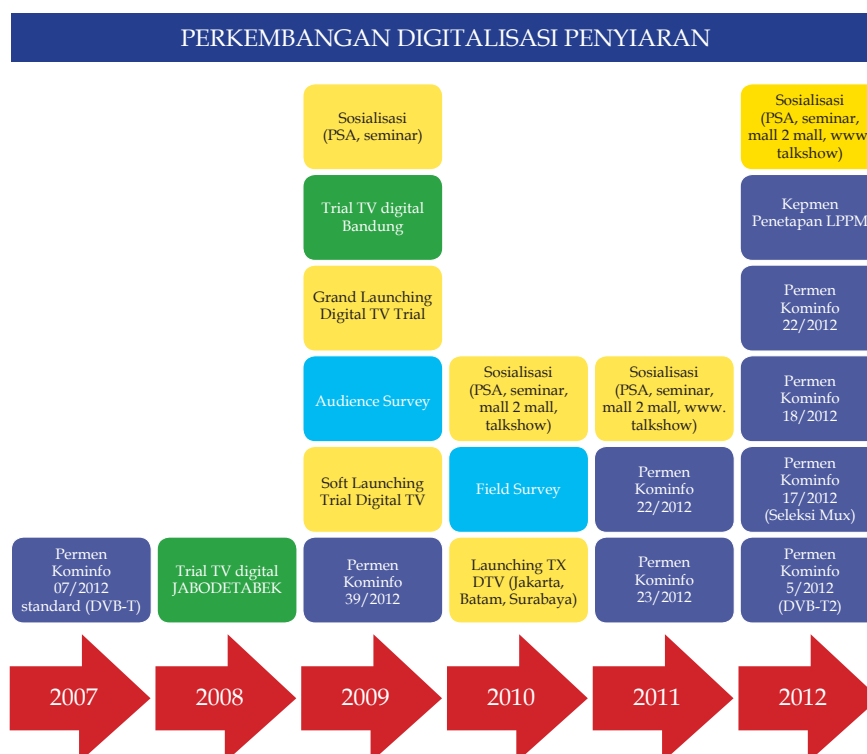 PERKEMBANGAN DIGITALISASI PENYIARAN
Sosialisasi
(PSA, seminar)
Sosialisasi
(PSA, seminar,
mall 2 mall, www.
talkshow)
Trial TV digital
Bandung
Kepmen
Penetapan LPPM
Grand Launching
Digital TV Trial
Permen
Kominfo
22/2012
Audience Survey
Sosialisasi
(PSA, seminar,
mall 2 mall,
talkshow)
Sosialisasi
(PSA, seminar,
mall 2 mall, www.
talkshow)
Permen
Kominfo
18/2012
Soft Launching
Trial Digital TV
Field Survey
Permen
Kominfo
22/2012
Permen
Kominfo
17/2012
(Seleksi Mux)
Permen
Kominfo
07/2012
standard (DVB-T)
Trial TV digital
JABODETABEK
Permen
Kominfo
39/2012
Launching TX
DTV (Jakarta,
Batam, Surabaya)
Permen
Kominfo
23/2012
Permen
Kominfo
5/2012
(DVB-T2)
2007
2008
2009
2010
2011
2012